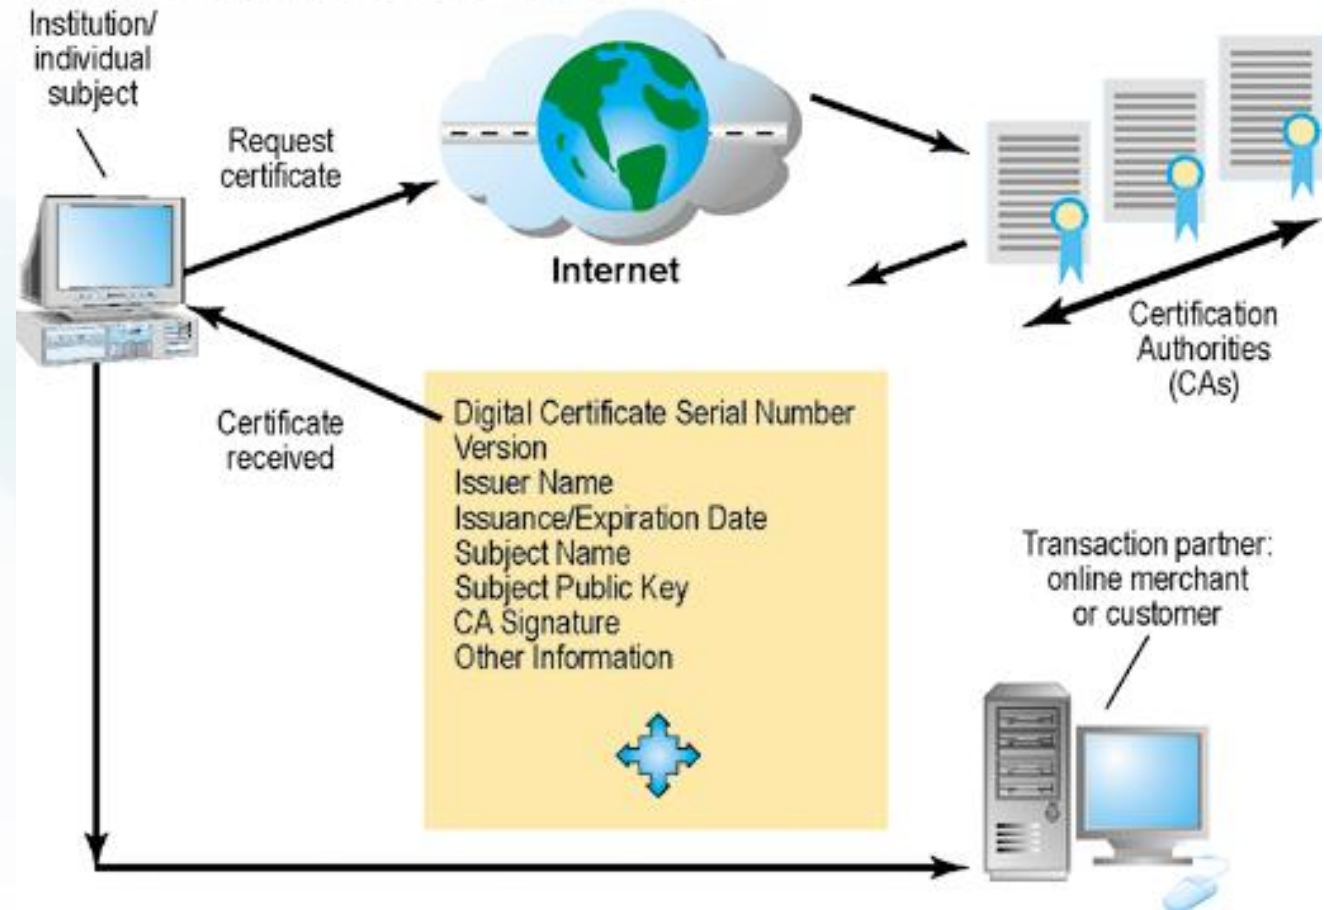 Institution/
individual
subject
Request
certificate
Internet
Certification
Authorities
(CAs)
Certificate
received
Digital Certificate Serial Number
Version
Issuer Name
Issuance/Expiration Date
Subject Name
Subject Public Key
CA Signature
Other Information
Transaction partner:
online merchant
or customer